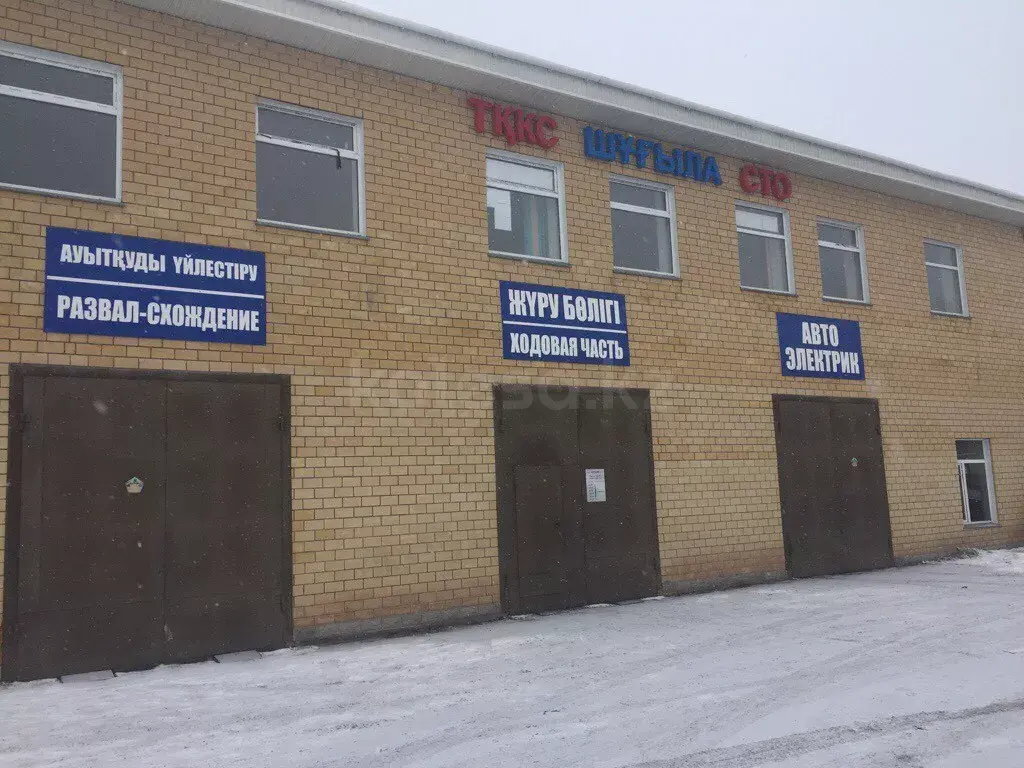 ТҚКС ШҰҒЫЛА СТО
АУЫТҚУДЫ ҮЙЛЕСТІРУ
РАЗВАЛ-СХОЖДЕНИЕ
ЖҮРУ БӨЛІГІ
ХОДОВАЯ ЧАСТЬ
АВТО
ЭЛЕКТРИК